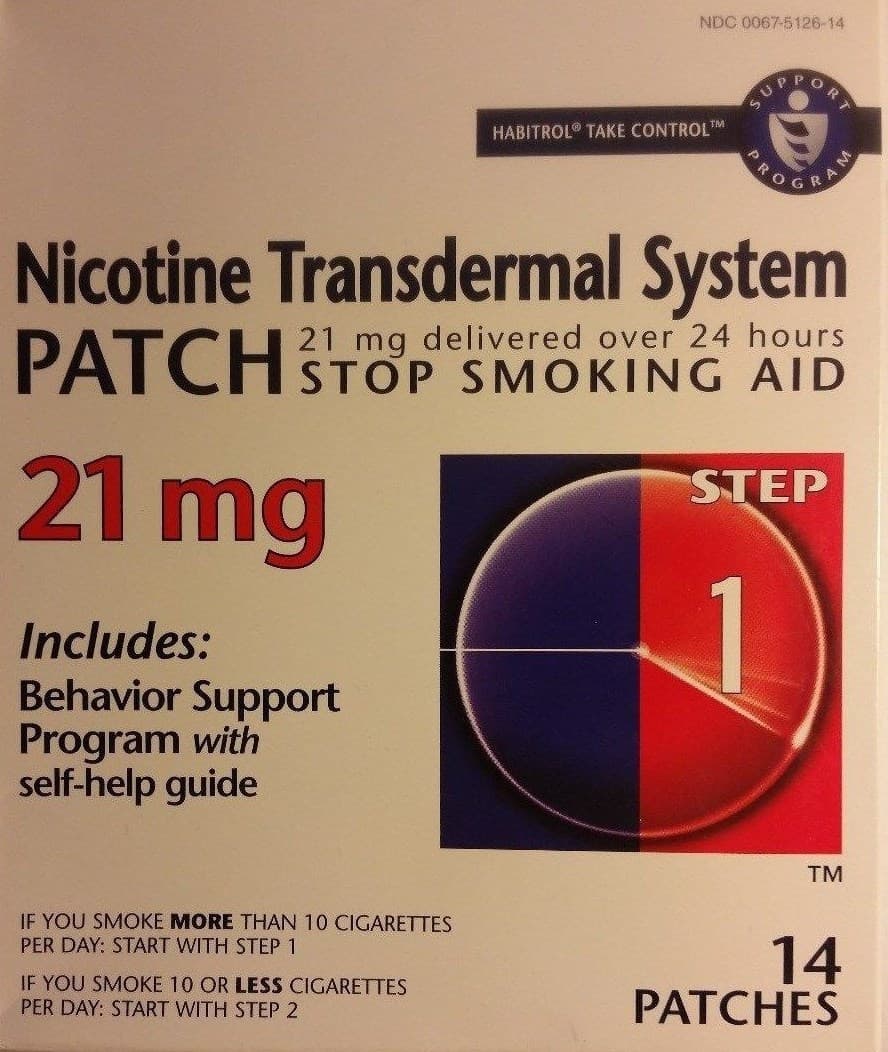 NDC 0067-5126-14
SUPPORT
HABITROL® TAKE CONTROL™
PROGRAM
Nicotine Transdermal System
PATCH 21 mg delivered over 24 hours
STOP SMOKING AID
21 mg
STEP
1
Includes:
Behavior Support
Program with
self-help guide
TM
IF YOU SMOKE MORE THAN 10 CIGARETTES
PER DAY: START WITH STEP 1
IF YOU SMOKE 10 OR LESS CIGARETTES
PER DAY: START WITH STEP 2
14
PATCHES